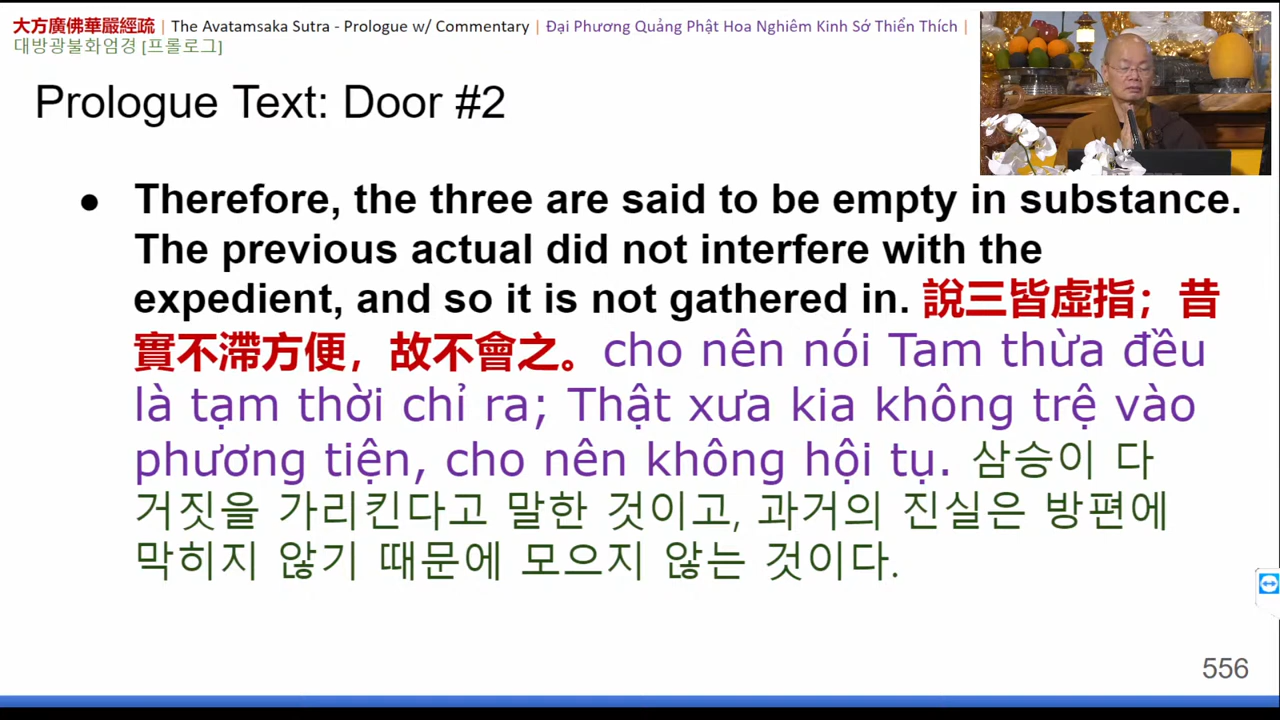 大方廣佛華嚴經疏 | The Avatamsaka Sutra - Prologue w/ Commentary | Đại Phương Quảng Phật Hoa Nghiêm Kinh Sớ Thiển Thích |
대방광불화엄경 [프롤로그]
Prologue Text: Door #2
● Therefore, the three are said to be empty in substance.
The previous actual did not interfere with the
expedient, and so it is not gathered in. 說三皆虛指；昔
實不滯方便，故不會之。cho nên nói Tam thừa đều
là tạm thời chỉ ra; Thật xưa kia không trệ vào
phương tiện, cho nên không hội tụ. 삼승이 다
거짓을 가리킨다고 말한 것이고, 과거의 진실은 방편에
막히지 않기 때문에 모으지 않는 것이다.
556